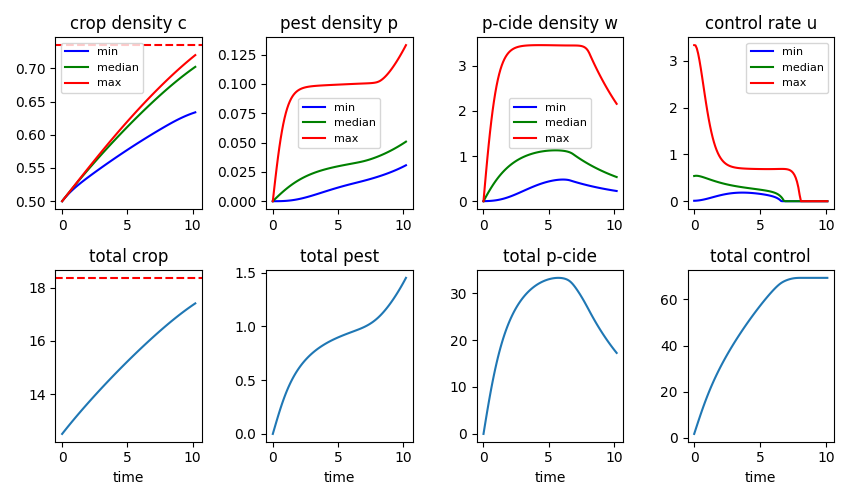 crop density c
pest density p
p-cide density w
control rate u
min
median
max
0.70
0.65
0.60
0.55
0.50
0
5
10
min
median
max
0.125
0.100
0.075
0.050
0.025
0.000
0
5
10
min
median
max
3
2
1
0
0
5
10
min
median
max
3
2
1
0
0
5
10
total crop
total pest
total p-cide
total control
18
16
14
0
5
10
time
1.5
1.0
0.5
0.0
0
5
10
time
30
20
10
0
0
5
10
time
60
40
20
0
0
5
10
time